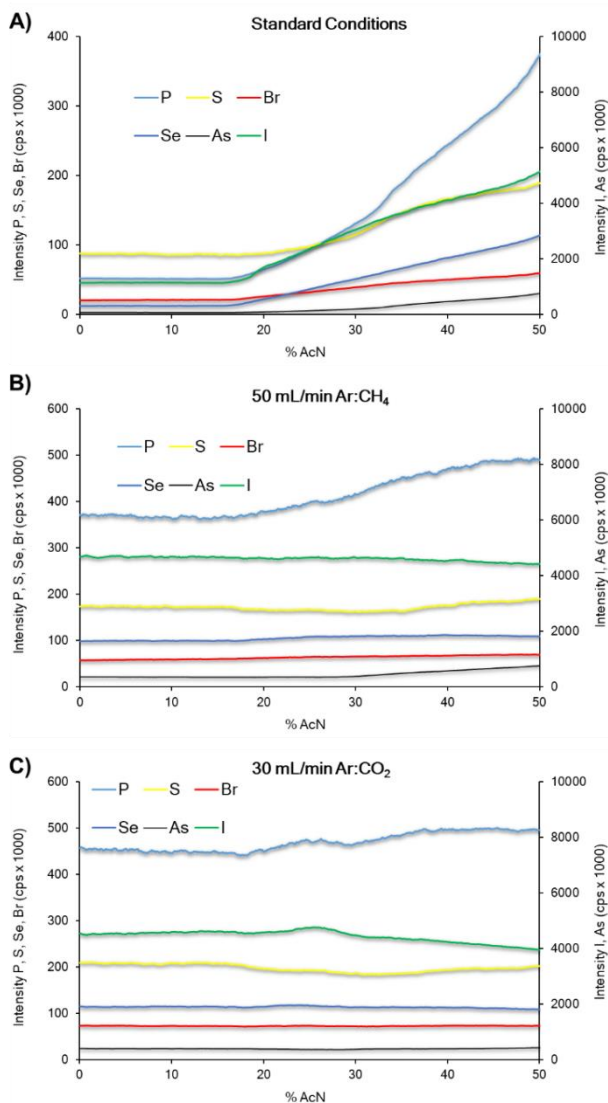 A)
Standard Conditions
400
300
200
100
0
10000
8000
6000
4000
2000
0
P S Br
Se As I
0 10 20 30 40 50
% AcN
Intensity P, S, Se, Br (cps x 1000)
Intensity I, As (cps x 1000)
B)
50 mL/min Ar:CH₄
600
500
400
300
200
100
0
10000
8000
6000
4000
2000
0
P S Br
Se As I
0 10 20 30 40 50
% AcN
Intensity P, S, Se, Br (cps x 1000)
Intensity I, As (cps x 1000)
C)
30 mL/min Ar:CO₂
600
500
400
300
200
100
0
10000
8000
6000
4000
2000
0
P S Br
Se As I
0 10 20 30 40 50
% AcN
Intensity P, S, Se, Br (cps x 1000)
Intensity I, As (cps x 1000)